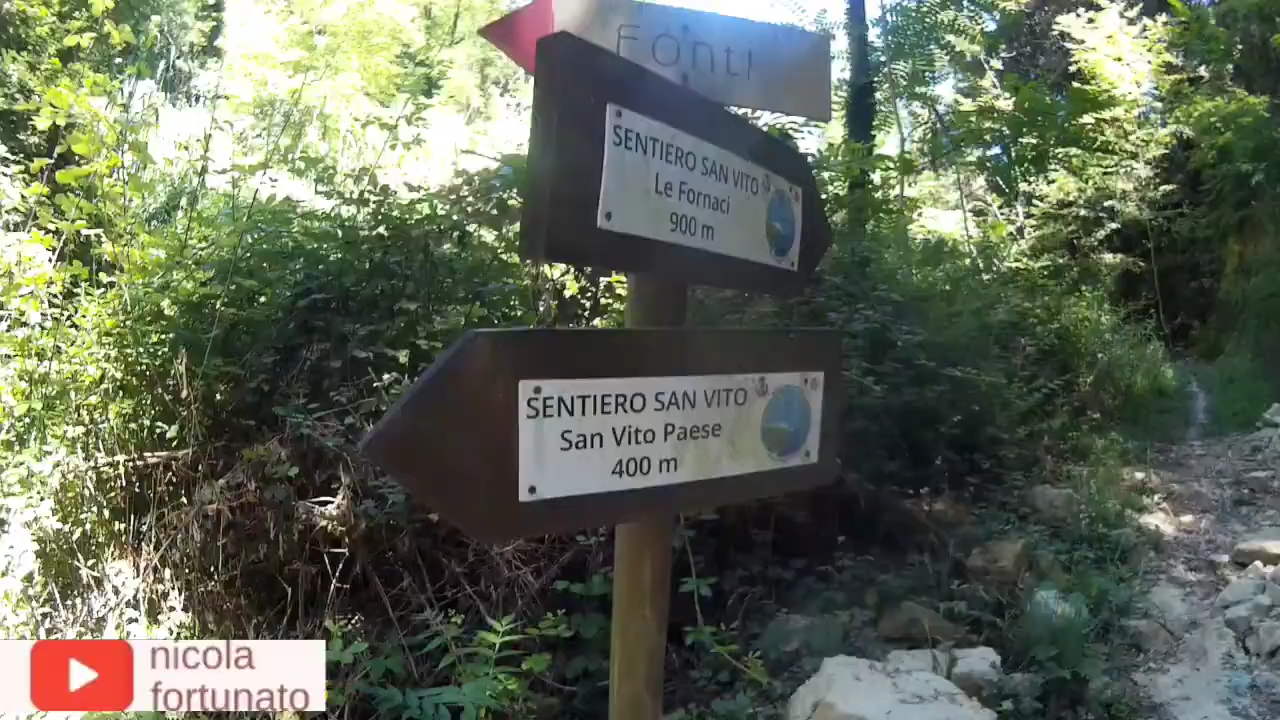 Fonti
SENTIERO SAN VITO
Le Fornaci
900 m
SENTIERO SAN VITO
San Vito Paese
400 m
nicola
fortunato